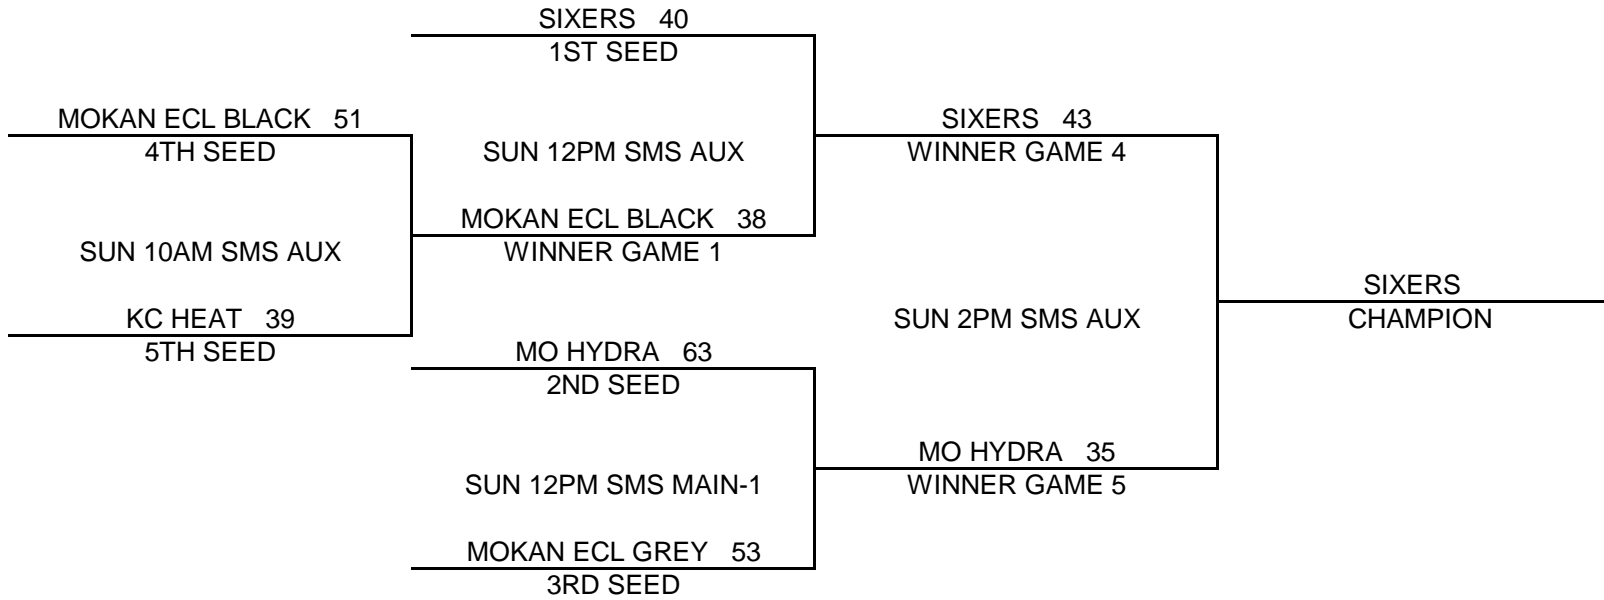 SIXERS 40
1ST SEED
MOKAN ECL BLACK 51
4TH SEED
SUN 12PM SMS AUX
SIXERS 43
WINNER GAME 4
MOKAN ECL BLACK 38
WINNER GAME 1
SUN 10AM SMS AUX
SIXERS
CHAMPION
KC HEAT 39
5TH SEED
SUN 2PM SMS AUX
MO HYDRA 63
2ND SEED
MO HYDRA 35
WINNER GAME 5
SUN 12PM SMS MAIN-1
MOKAN ECL GREY 53
3RD SEED